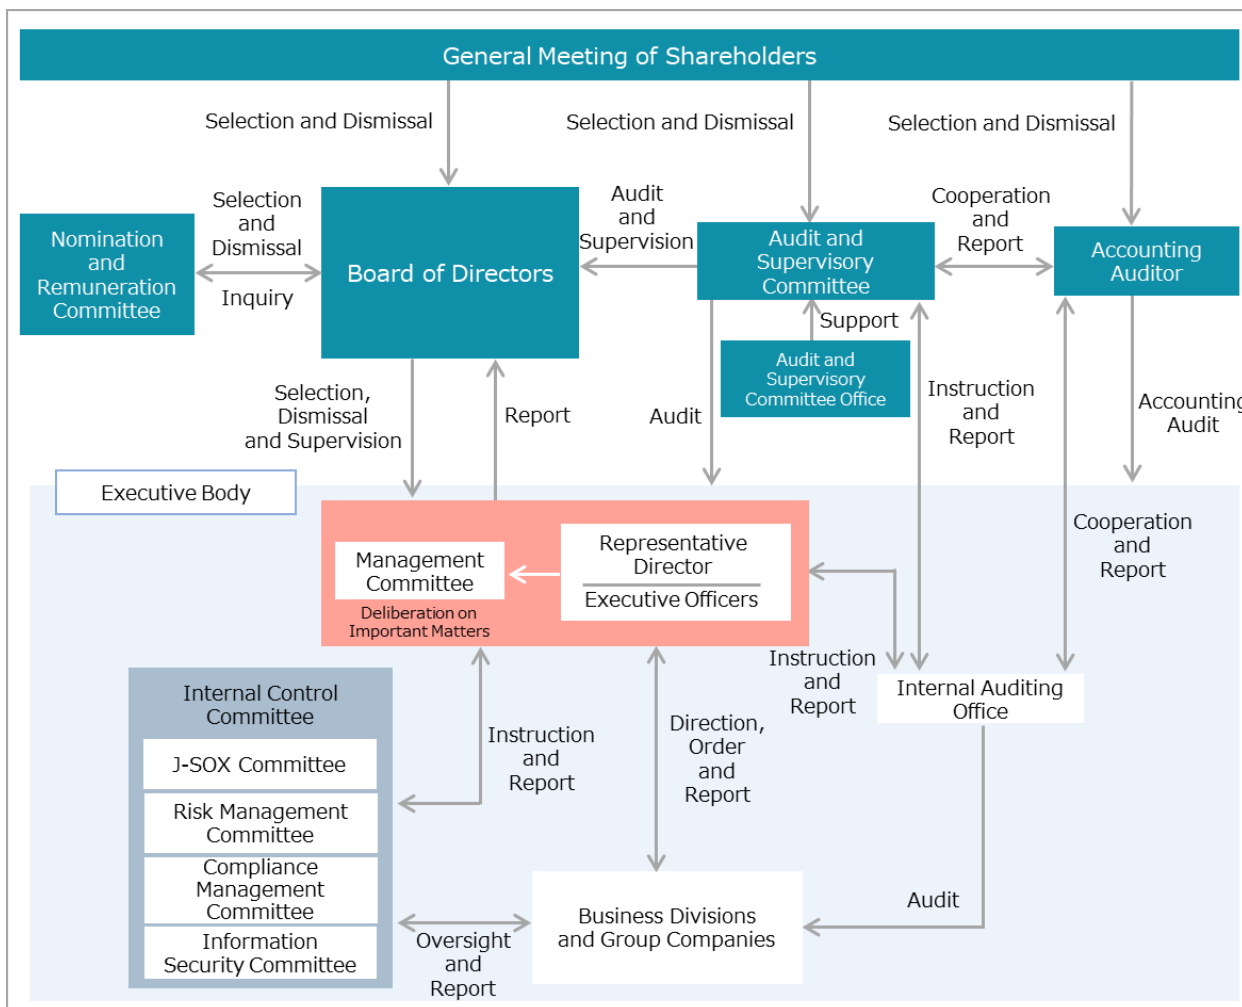 General Meeting of Shareholders
Selection and Dismissal
Selection and Dismissal
Selection and Dismissal
Selection
and
Dismissal
Inquiry
Nomination
and
Remuneration
Committee
Board of Directors
Audit
and
Supervision
Audit and
Supervisory
Committee
Cooperation
and
Report
Accounting
Auditor
Support
Audit and
Supervisory
Committee Office
Selection,
Dismissal
and Supervision
Report
Audit
Instruction
and
Report
Accounting
Audit
Executive Body
Management
Committee
Deliberation on
Important Matters
Representative
Director
Executive Officers
Cooperation
and
Report
Instruction
and
Report
Internal Auditing
Office
Internal Control
Committee
J-SOX Committee
Risk Management
Committee
Compliance
Management
Committee
Information
Security Committee
Instruction
and
Report
Direction,
Order
and
Report
Oversight
and
Report
Business Divisions
and Group Companies
Audit